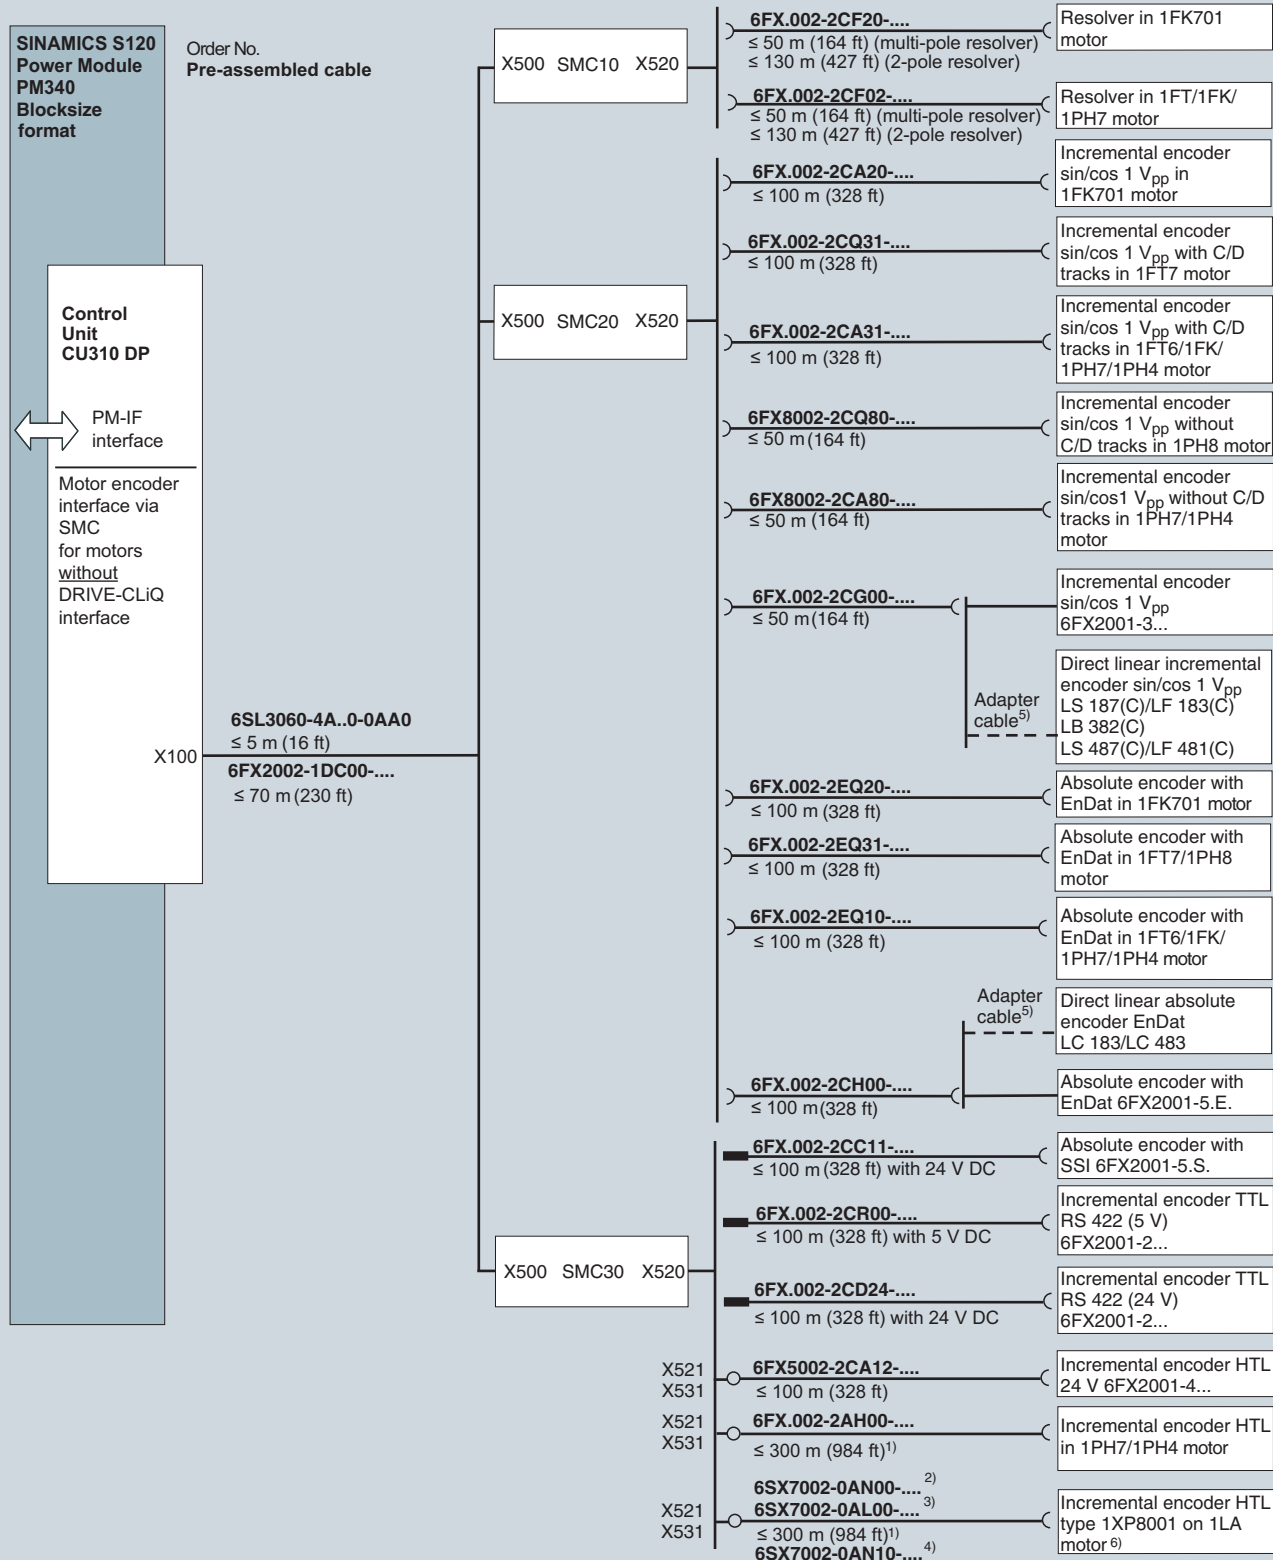 SINAMICS S120
Power Module
PM340
Blocksize
format
Order No.
Pre-assembled cable
Control
Unit
CU310 DP
PM-IF
interface
Motor encoder
interface via
SMC
for motors
without
DRIVE-CLiQ
interface
X100
6SL3060-4A..0-0AA0
≤ 5 m (16 ft)
6FX2002-1DC00-....
≤ 70 m (230 ft)
X500 SMC10 X520
6FX.002-2CF20-....
≤ 50 m (164 ft) (multi-pole resolver)
≤ 130 m (427 ft) (2-pole resolver)
Resolver in 1FK701
motor
6FX.002-2CF02-....
≤ 50 m (164 ft) (multi-pole resolver)
≤ 130 m (427 ft) (2-pole resolver)
Resolver in 1FT/1FK/
1PH7 motor
X500 SMC20 X520
6FX.002-2CA20-....
≤ 100 m (328 ft)
Incremental encoder
sin/cos 1 Vpp in
1FK701 motor
6FX.002-2CQ31-....
≤ 100 m (328 ft)
Incremental encoder
sin/cos 1 Vpp with C/D
tracks in 1FT7 motor
6FX.002-2CA31-....
≤ 100 m (328 ft)
Incremental encoder
sin/cos 1 Vpp with C/D
tracks in 1FT6/1FK/
1PH7/1PH4 motor
6FX8002-2CQ80-....
≤ 50 m (164 ft)
Incremental encoder
sin/cos 1 Vpp without
C/D tracks in 1PH8 motor
6FX8002-2CA80-....
≤ 50 m (164 ft)
Incremental encoder
sin/cos1 Vpp without C/D
tracks in 1PH7/1PH4
motor
6FX.002-2CG00-....
≤ 50 m (164 ft)
Incremental encoder
sin/cos 1 Vpp
6FX2001-3...
Adapter
cable5)
Direct linear incremental
encoder sin/cos 1 Vpp
LS 187(C)/LF 183(C)
LB 382(C)
LS 487(C)/LF 481(C)
6FX.002-2EQ20-....
≤ 100 m (328 ft)
Absolute encoder with
EnDat in 1FK701 motor
6FX.002-2EQ31-....
≤ 100 m (328 ft)
Absolute encoder with
EnDat in 1FT7/1PH8
motor
6FX.002-2EQ10-....
≤ 100 m (328 ft)
Absolute encoder with
EnDat in 1FT6/1FK/
1PH7/1PH4 motor
Adapter
cable5)
Direct linear absolute
encoder EnDat
LC 183/LC 483
6FX.002-2CH00-....
≤ 100 m (328 ft)
Absolute encoder with
EnDat 6FX2001-5.E.
X500 SMC30 X520
6FX.002-2CC11-....
≤ 100 m (328 ft) with 24 V DC
Absolute encoder with
SSI 6FX2001-5.S.
6FX.002-2CR00-....
≤ 100 m (328 ft) with 5 V DC
Incremental encoder TTL
RS 422 (5 V)
6FX2001-2...
6FX.002-2CD24-....
≤ 100 m (328 ft) with 24 V DC
Incremental encoder TTL
RS 422 (24 V)
6FX2001-2...
X521
X531
6FX5002-2CA12-....
≤ 100 m (328 ft)
Incremental encoder HTL
24 V 6FX2001-4...
X521
X531
6FX.002-2AH00-....
≤ 300 m (984 ft)1)
Incremental encoder HTL
in 1PH7/1PH4 motor
X521
X531
6SX7002-0AN00-.... 2)
6SX7002-0AL00-.... 3)
≤ 300 m (984 ft)1)
6SX7002-0AN10-.... 4)
Incremental encoder HTL
type 1XP8001 on 1LA
motor 6)